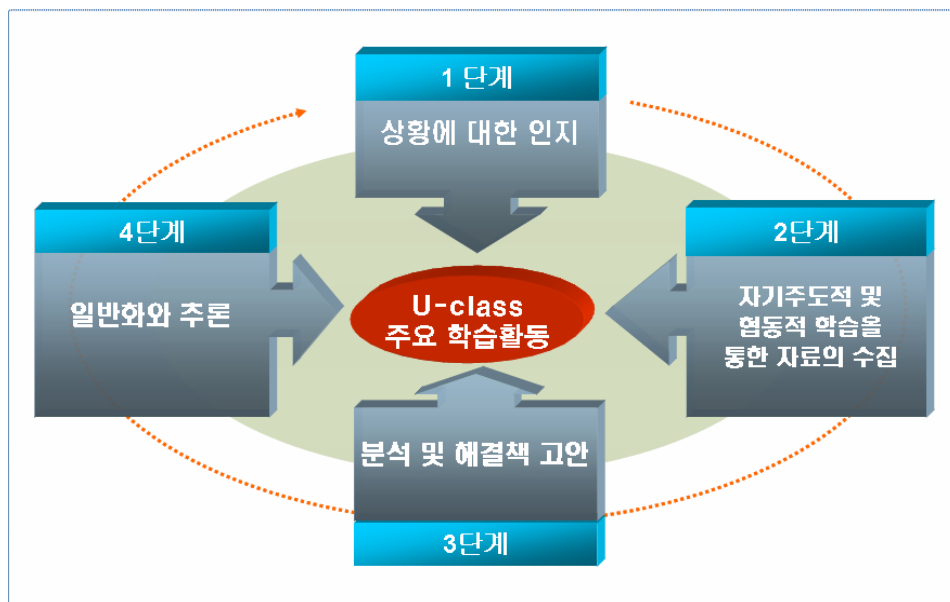 1 단계
상황에 대한 인지
4단계
일반화와 추론
U-class
주요 학습활동
2단계
자기주도적 및
협동적 학습을
통한 자료의 수집
분석 및 해결책 고안
3단계